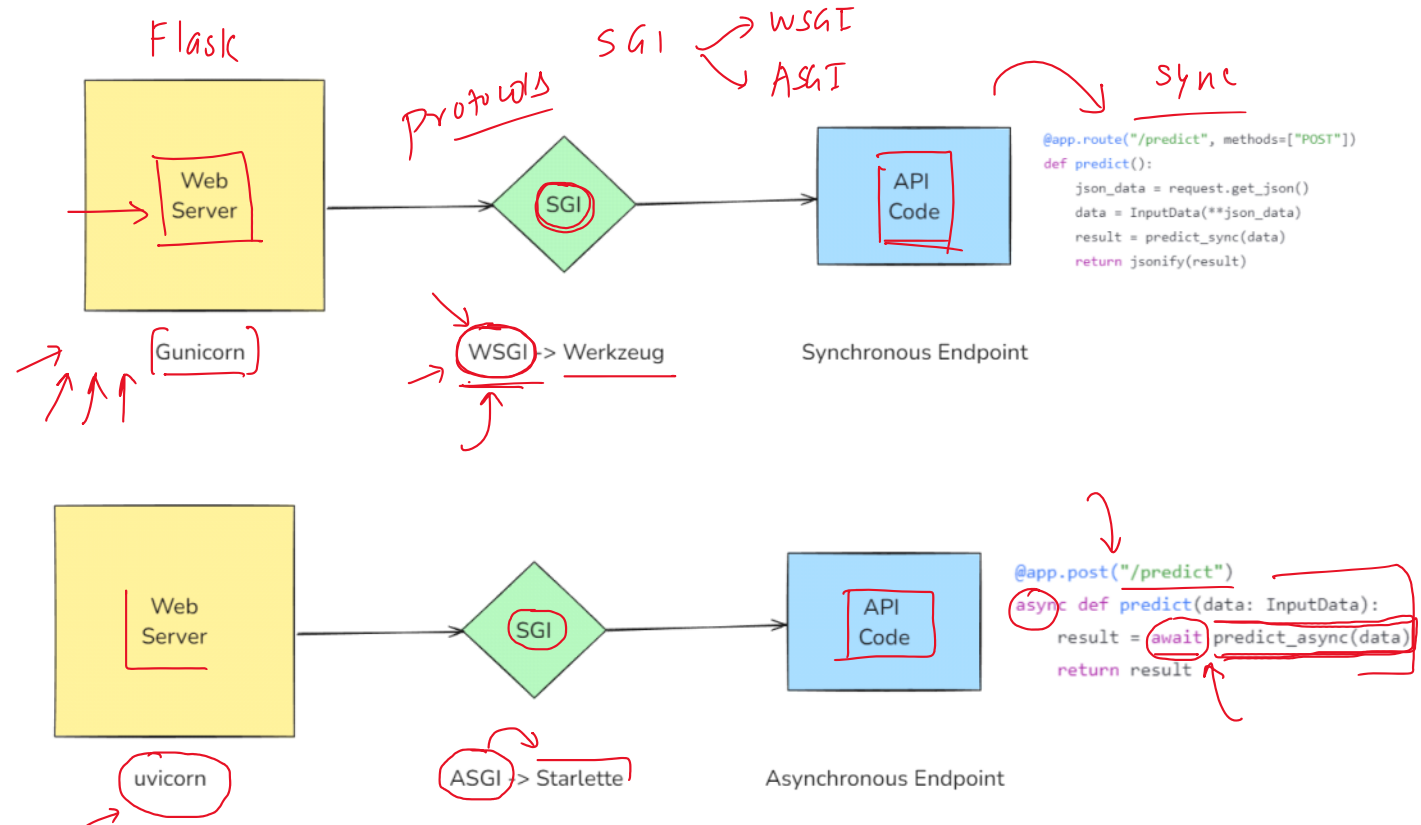 Flask
SGI
WSGI
ASGI
Protocols
sync
Web
Server
SGI
API
Code
@app.route("/predict", methods=["POST"])
def predict():
json_data = request.get_json()
data = InputData(**json_data)
result = predict_sync(data)
return jsonify(result)
Gunicorn
WSGI -> Werkzeug
Synchronous Endpoint
Web
Server
SGI
API
Code
@app.post("/predict")
async def predict(data: InputData):
result = await predict_async(data)
return result
uvicorn
ASGI -> Starlette
Asynchronous Endpoint